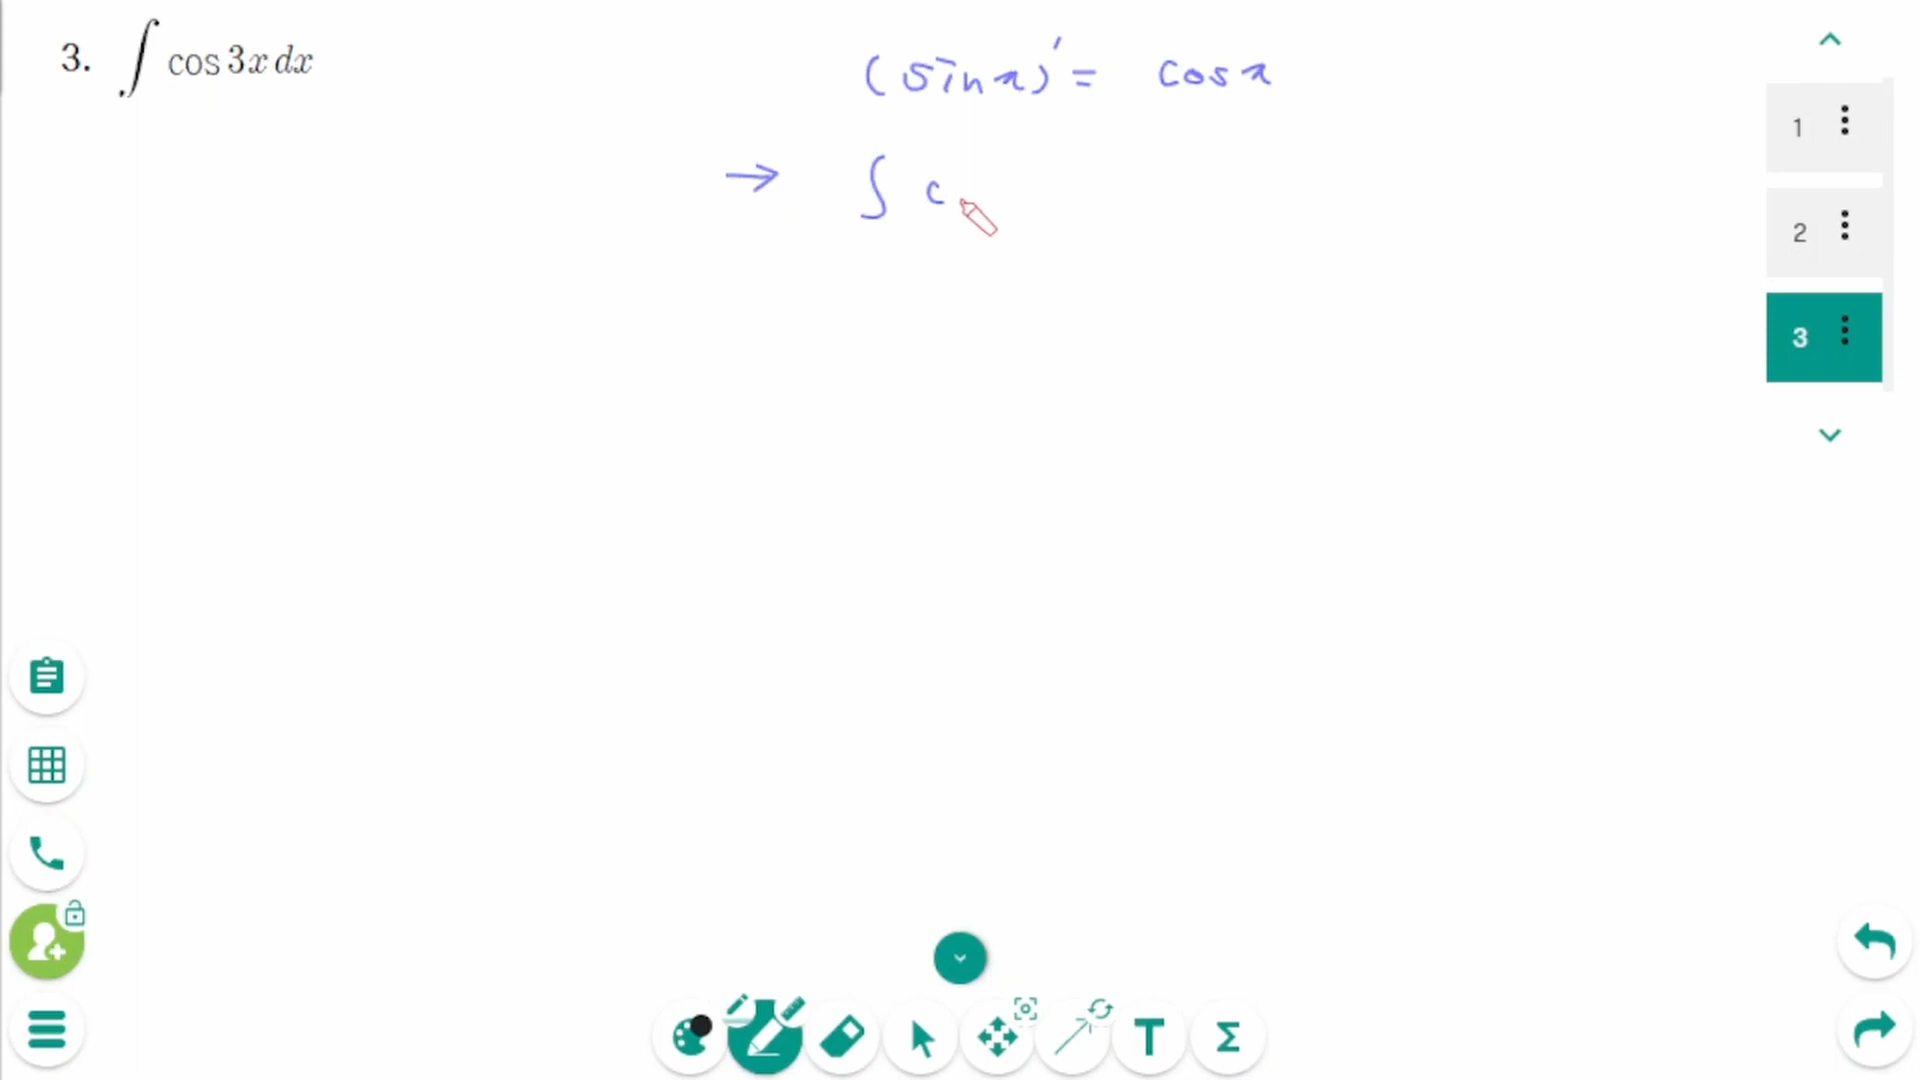 3. ∫ cos 3x dx
(sin x)' = cos x
→ ∫ c
1
2
3
T
Σ